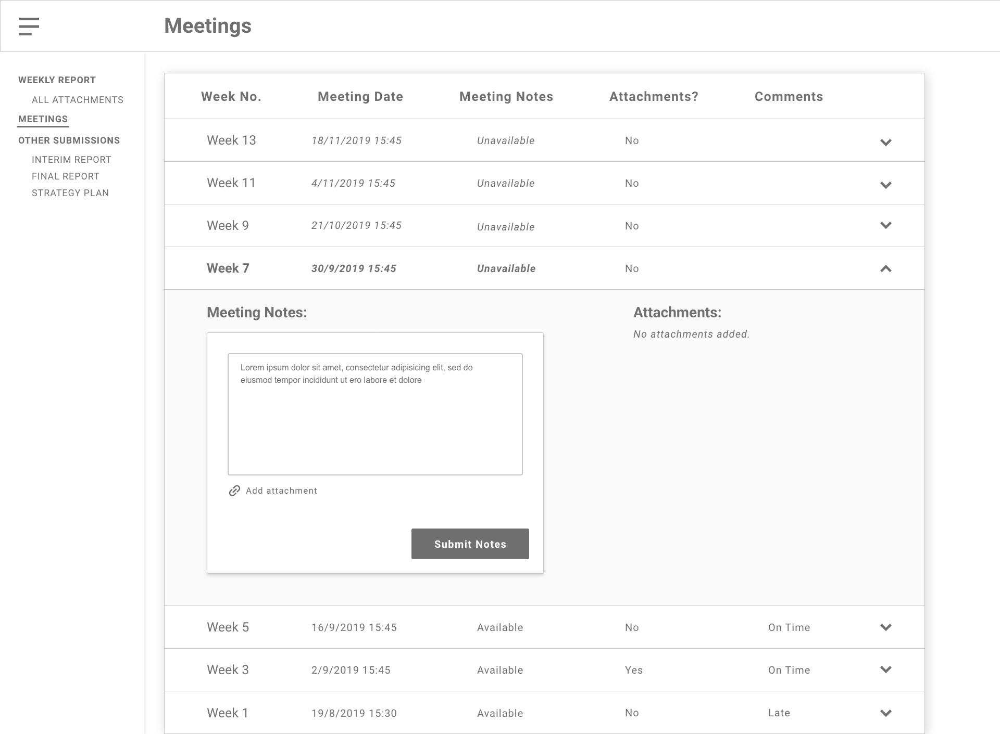 Meetings
WEEKLY REPORT
ALL ATTACHMENTS
MEETINGS
OTHER SUBMISSIONS
INTERIM REPORT
FINAL REPORT
STRATEGY PLAN
Week No. Meeting Date Meeting Notes Attachments? Comments
Week 13 18/11/2019 15:45 Unavailable No
Week 11 4/11/2019 15:45 Unavailable No
Week 9 21/10/2019 15:45 Unavailable No
Week 7 30/9/2019 15:45 Unavailable No
Meeting Notes: Attachments:
No attachments added.
Lorem ipsum dolor sit amet, consectetur adipisicing elit, sed do
eiusmod tempor incididunt ut ero labore et dolore
Add attachment
Submit Notes
Week 5 16/9/2019 15:45 Available No On Time
Week 3 2/9/2019 15:45 Available Yes On Time
Week 1 19/8/2019 15:30 Available No Late